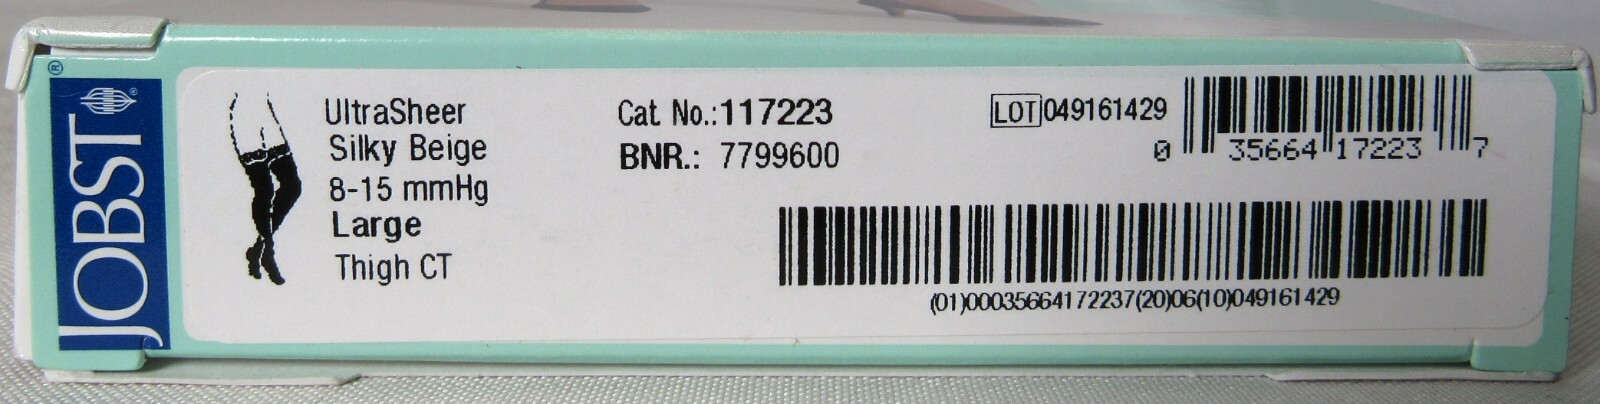 JOBST®
UltraSheer
Silky Beige
8-15 mmHg
Large
Thigh CT
Cat. No.:117223
BNR.: 7799600
LOT 049161429
0 35664 17223 7
(01)00035664172237(20)06(10)049161429